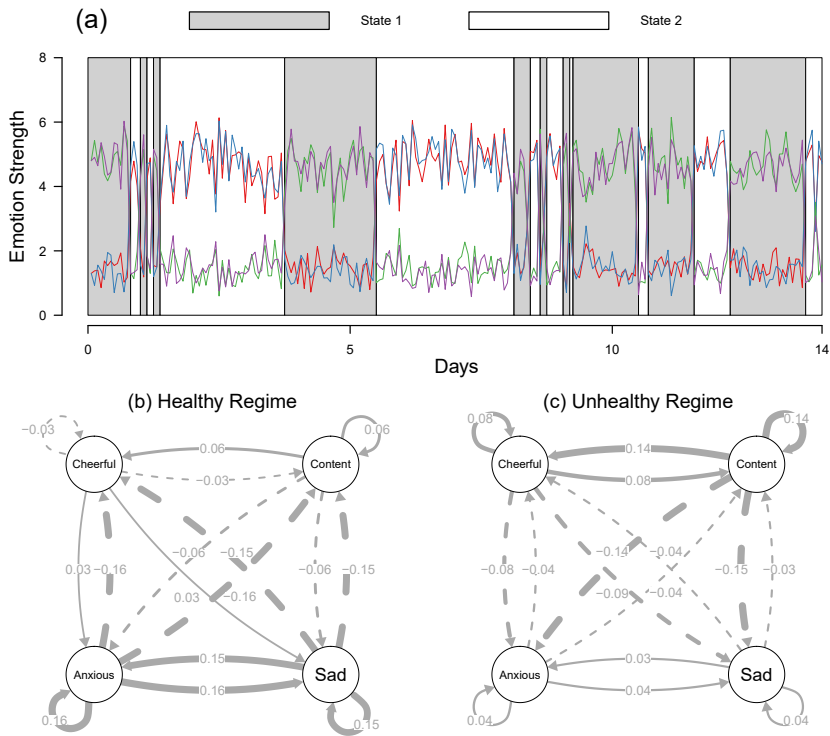 (a)
State 1
State 2
8
6
4
2
0
Emotion Strength
0
5
10
14
Days
(b) Healthy Regime
−0.03
0.06
Cheerful
Content
0.06
−0.03
0.03
−0.16
−0.06
−0.15
0.03
−0.16
−0.06
−0.15
Anxious
Sad
0.15
0.16
0.16
0.15
(c) Unhealthy Regime
0.08
0.14
Cheerful
Content
0.14
0.08
−0.08
−0.04
−0.14
−0.04
−0.09
−0.04
−0.15
−0.03
Anxious
Sad
0.03
0.04
0.04
0.04